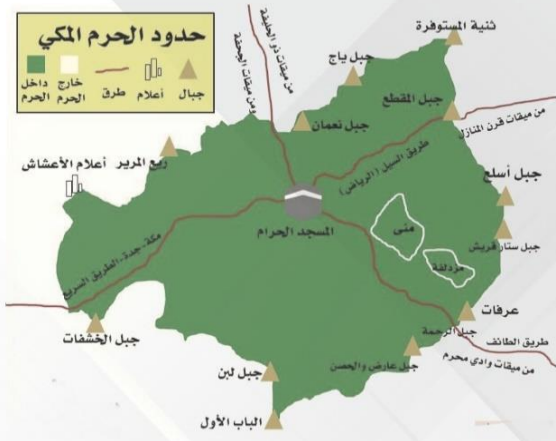 حدود الحرم المكي
جبال
أعلام
طرق
خارج
الحرم
داخل
الحرم
ثنية المستوفرة
جبل ياج
من ميقات ذو الحليفة
ومن ميقات الجحفة
جبل المقطع
من ميقات قرن المنازل
جبل نعمان
ريع المرير
أعلام الأعشاش
طريق السيل (الرياض)
جبل أسلع
جبل ستار قريش
منى
مزدلفة
المسجد الحرام
مكة-جدة-الطريق السريع
عرفات
جبل الرحمة
طريق الطائف
من ميقات وادي محرم
جبل عارض والحصن
جبل الخشفات
جبل لبن
الباب الأول